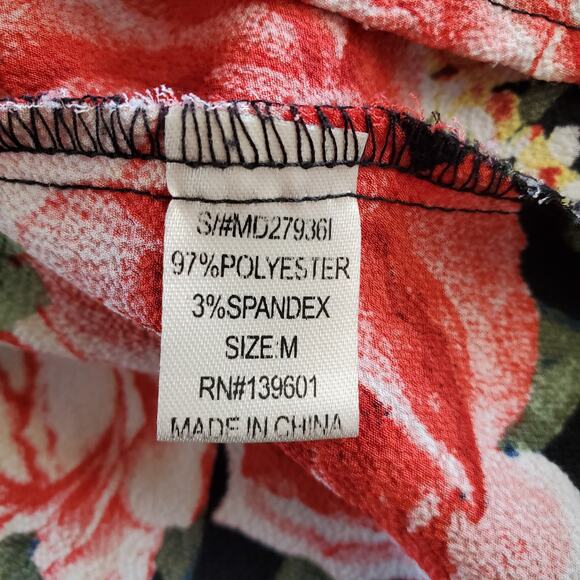 S/#MD27936I
97%POLYESTER
3%SPANDEX
SIZE:M
RN#139601
MADE IN CHINA